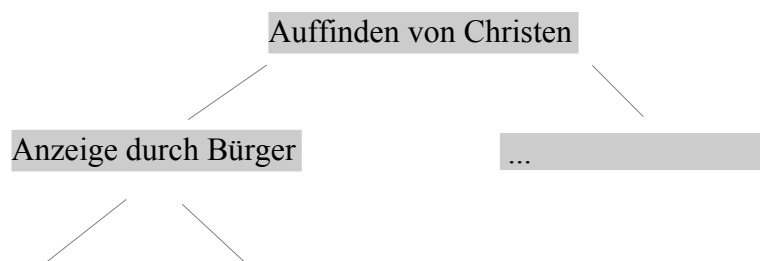 Auffinden von Christen
Anzeige durch Bürger
...